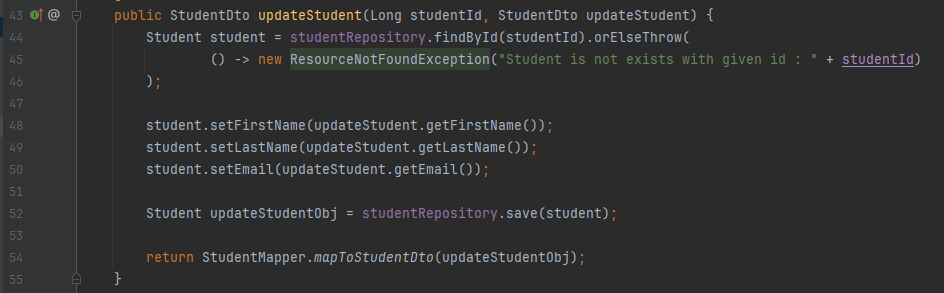 43 @ public StudentDto updateStudent(Long studentId, StudentDto updateStudent) {
44 Student student = studentRepository.findById(studentId).orElseThrow(
45 () -> new ResourceNotFoundException("Student is not exists with given id : " + studentId)
46 );
47
48 student.setFirstName(updateStudent.getFirstName());
49 student.setLastName(updateStudent.getLastName());
50 student.setEmail(updateStudent.getEmail());
51
52 Student updateStudentObj = studentRepository.save(student);
53
54 return StudentMapper.mapToStudentDto(updateStudentObj);
55 }